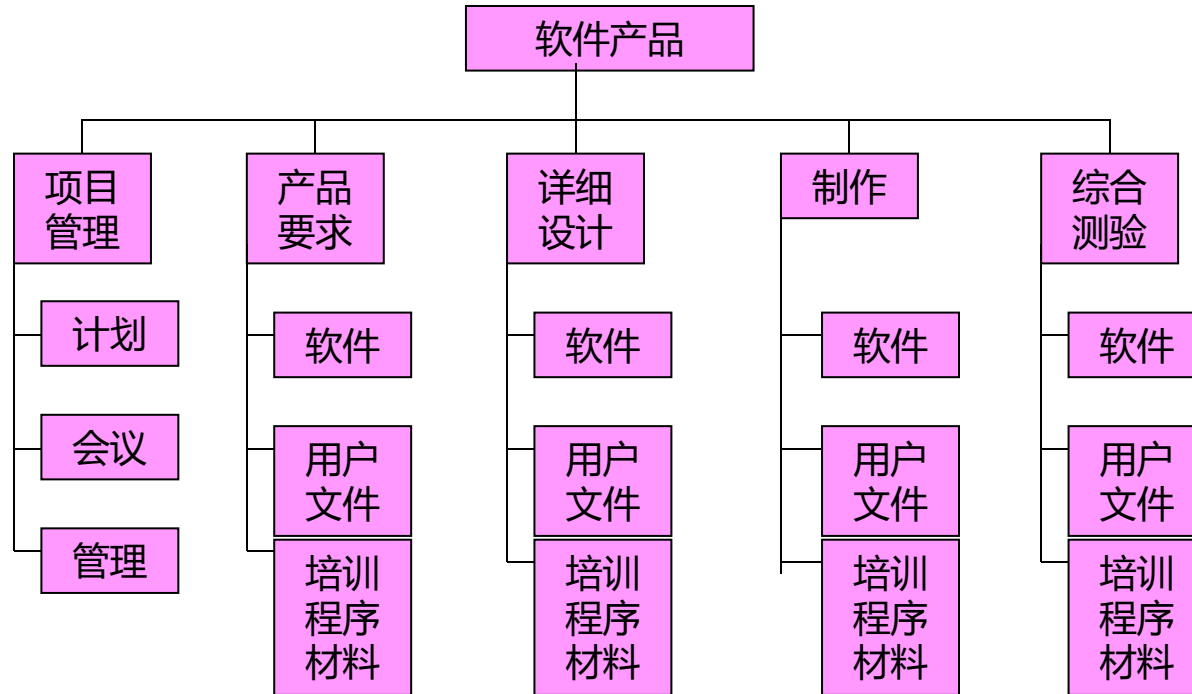 软件产品
项目
管理
产品
要求
详细
设计
制作
综合
测验
计划
会议
管理
软件
用户
文件
培训
程序
材料
软件
用户
文件
培训
程序
材料
软件
用户
文件
培训
程序
材料
软件
用户
文件
培训
程序
材料